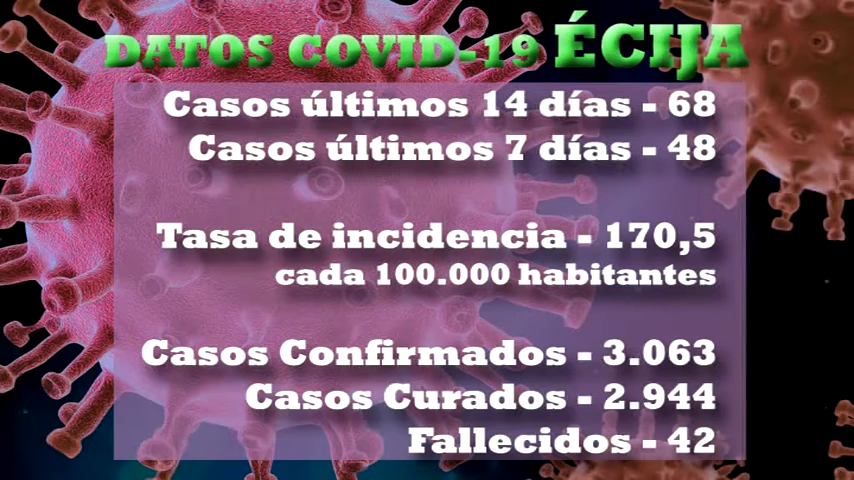 DATOS COVID-19 ÉCIJA
Casos últimos 14 días - 68
Casos últimos 7 días - 48
Tasa de incidencia - 170,5
cada 100.000 habitantes
Casos Confirmados - 3.063
Casos Curados - 2.944
Fallecidos - 42